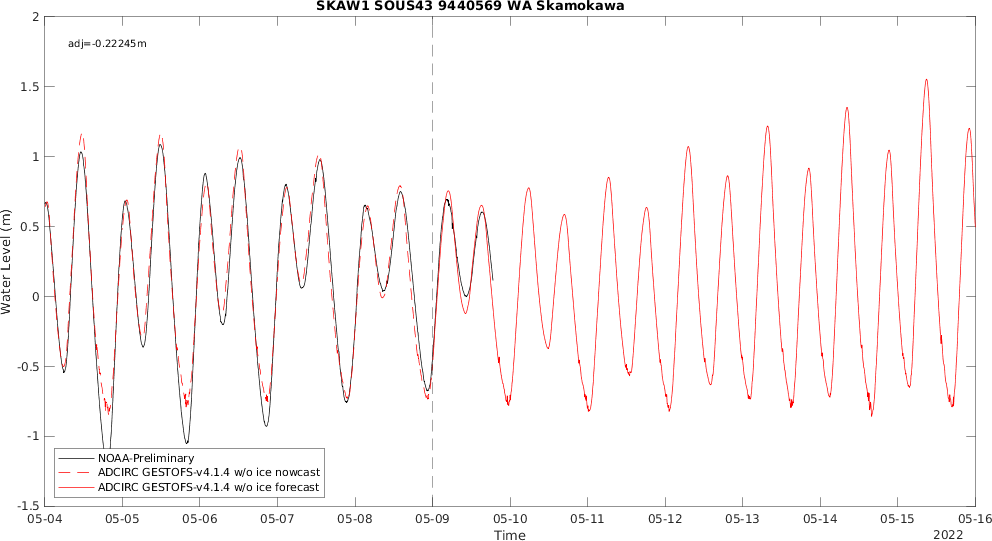 SKAW1 SOUS43 9440569 WA Skamokawa
adj=-0.22245m
2
1.5
1
0.5
0
-0.5
-1
-1.5
Water Level (m)
NOAA-Preliminary
ADCIRC GESTOFS-v4.1.4 w/o ice nowcast
ADCIRC GESTOFS-v4.1.4 w/o ice forecast
05-04 05-05 05-06 05-07 05-08 05-09 05-10 05-11 05-12 05-13 05-14 05-15 05-16
Time
2022